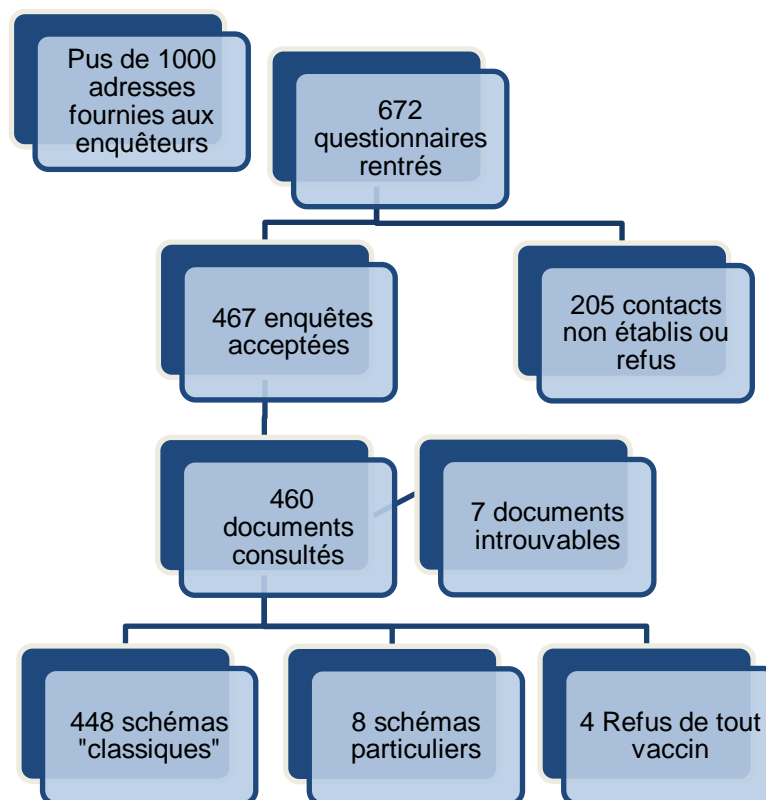 Pus de 1000
adresses
fournies aux
enquêteurs
672
questionnaires
rentrés
467 enquêtes
acceptées
205 contacts
non établis ou
refus
460
documents
consultés
7 documents
introuvables
448 schémas
"classiques"
8 schémas
particuliers
4 Refus de tout
vaccin